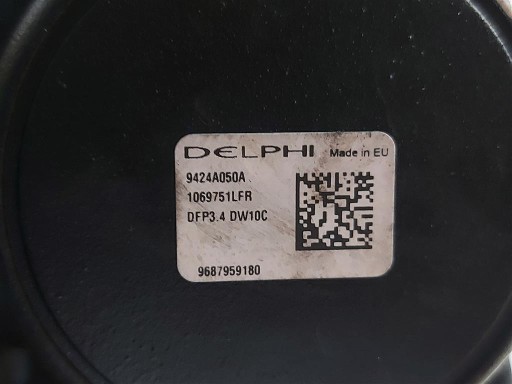 DELPHI Made in EU
9424A050A
1069751LFR
DFP3.4 DW10C
9687959180